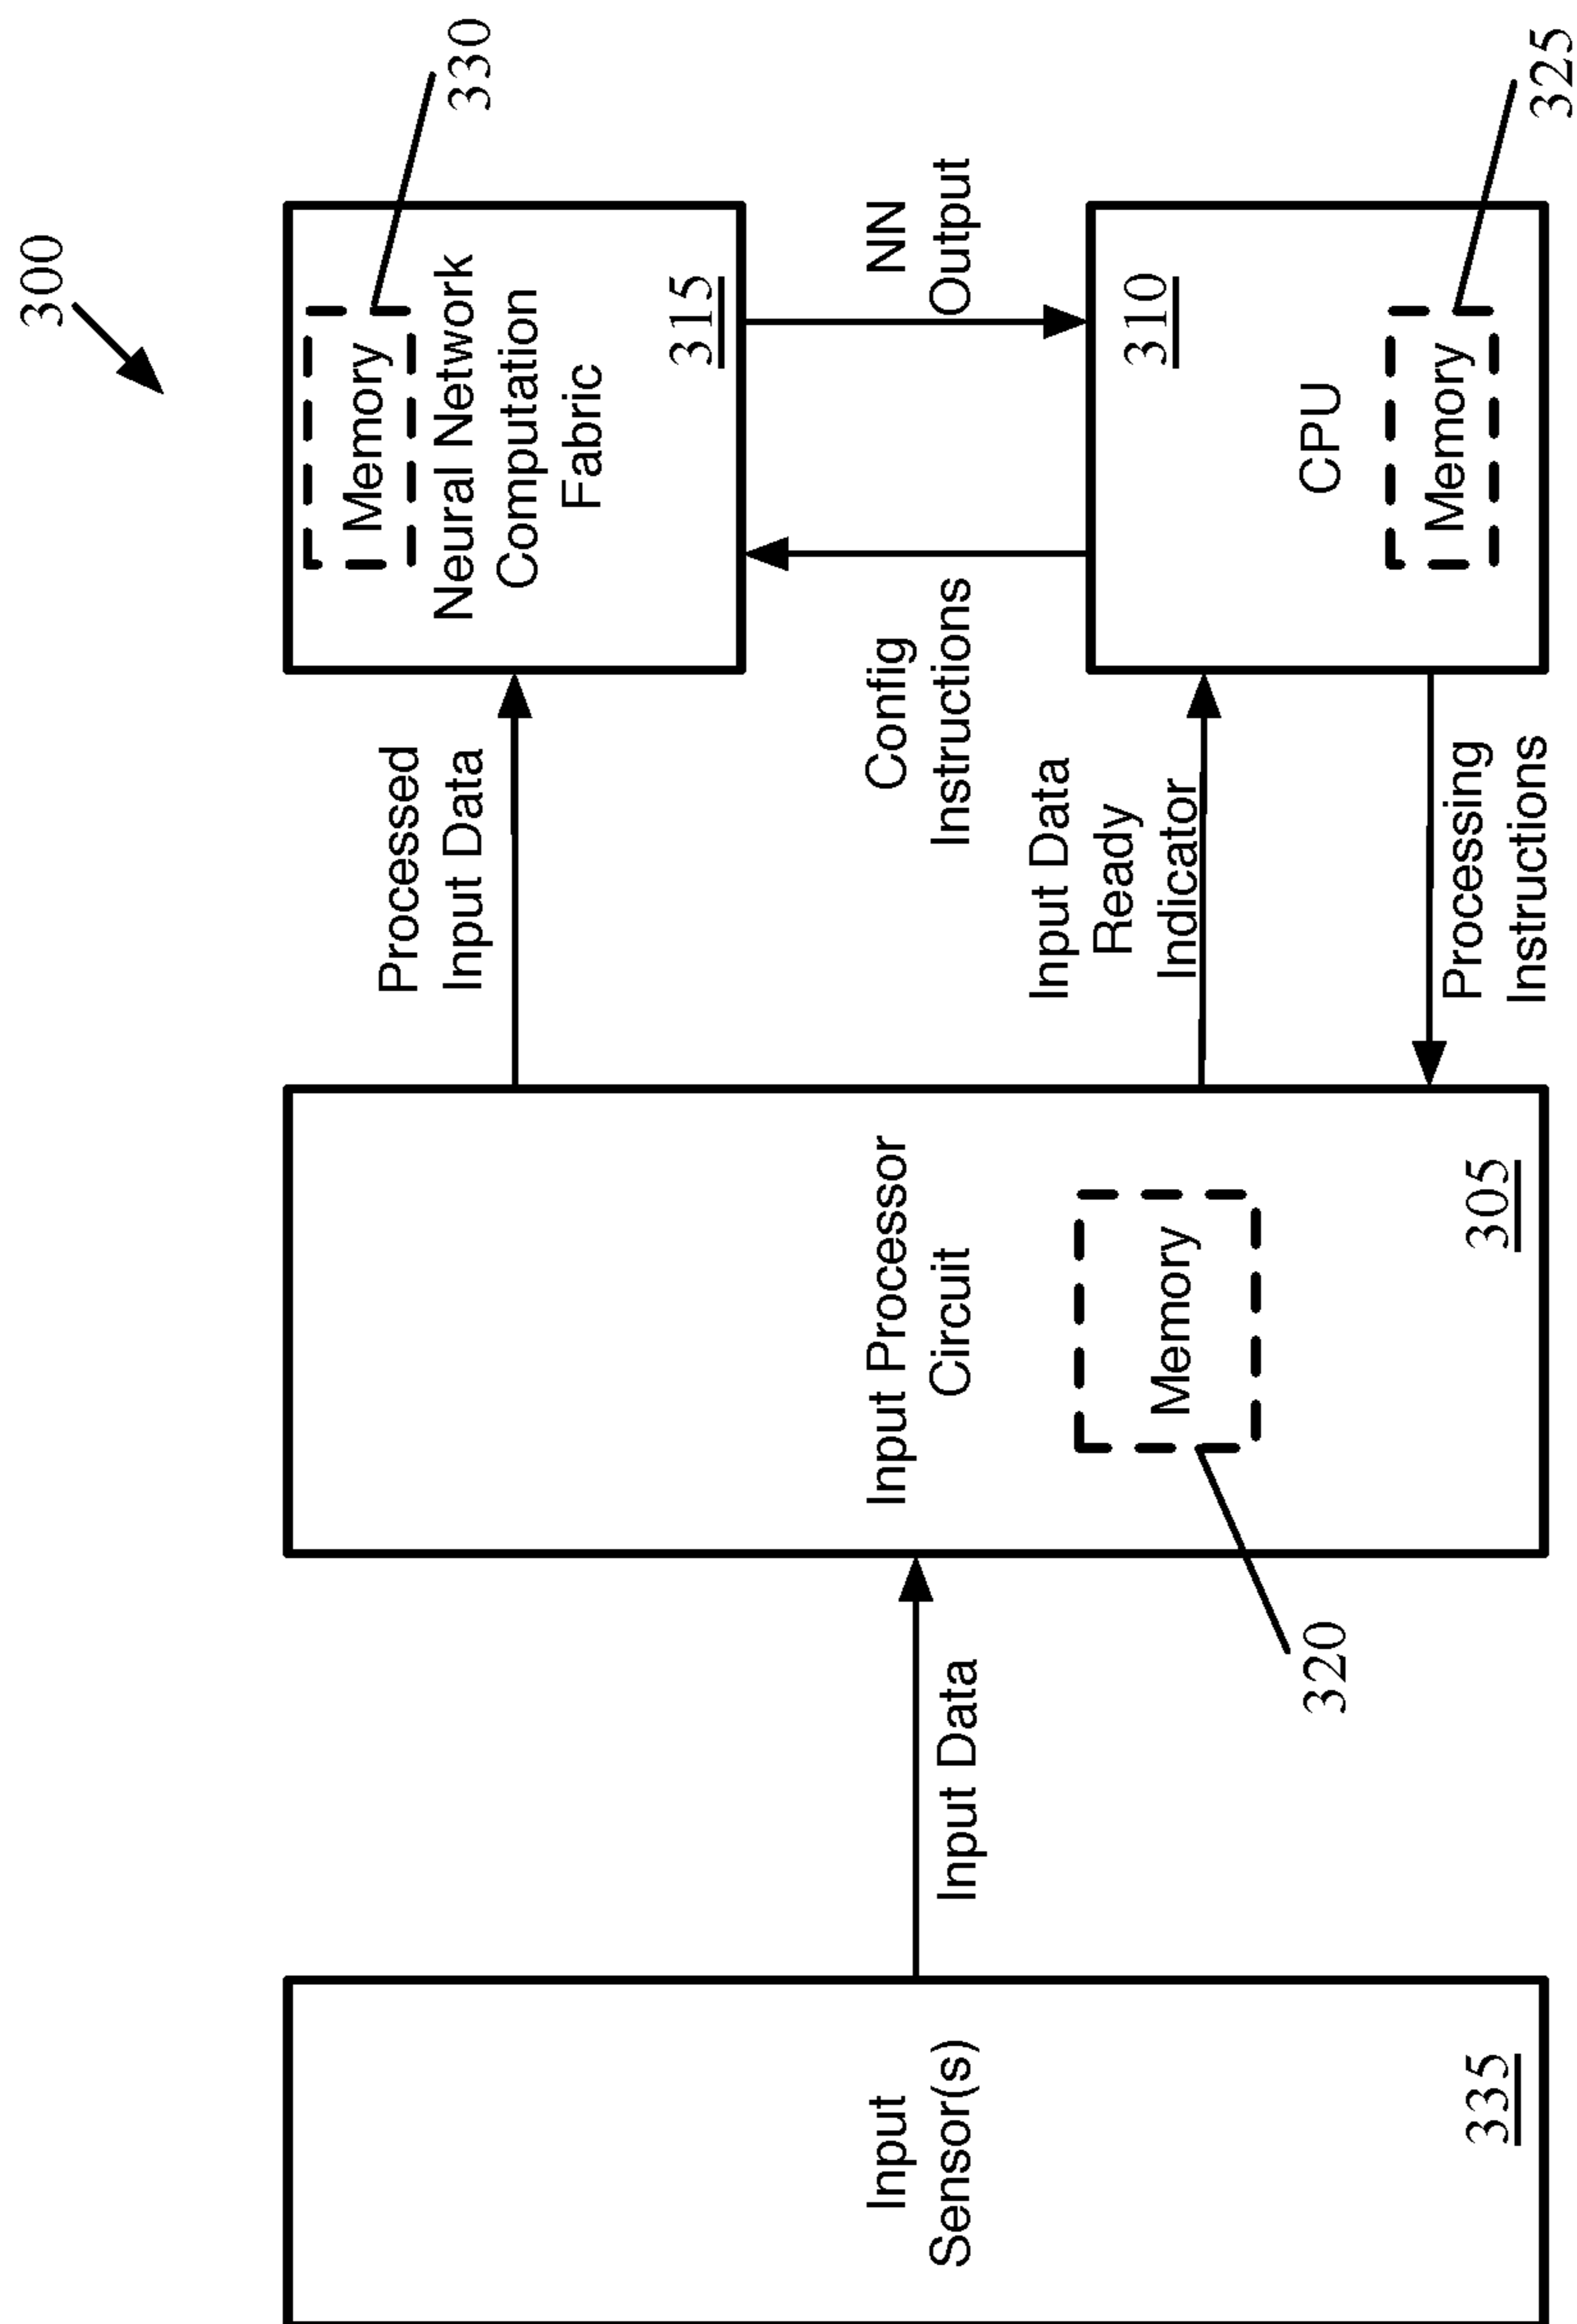 300
330
Memory
Neural Network
Computation
Fabric
315
Processed
Input Data
NN
Output
Config
Instructions
Input Data
Ready
Indicator
Processing
Instructions
310
CPU
Memory
325
Input Processor
Circuit
Memory
305
320
Input Data
Input
Sensor(s)
335